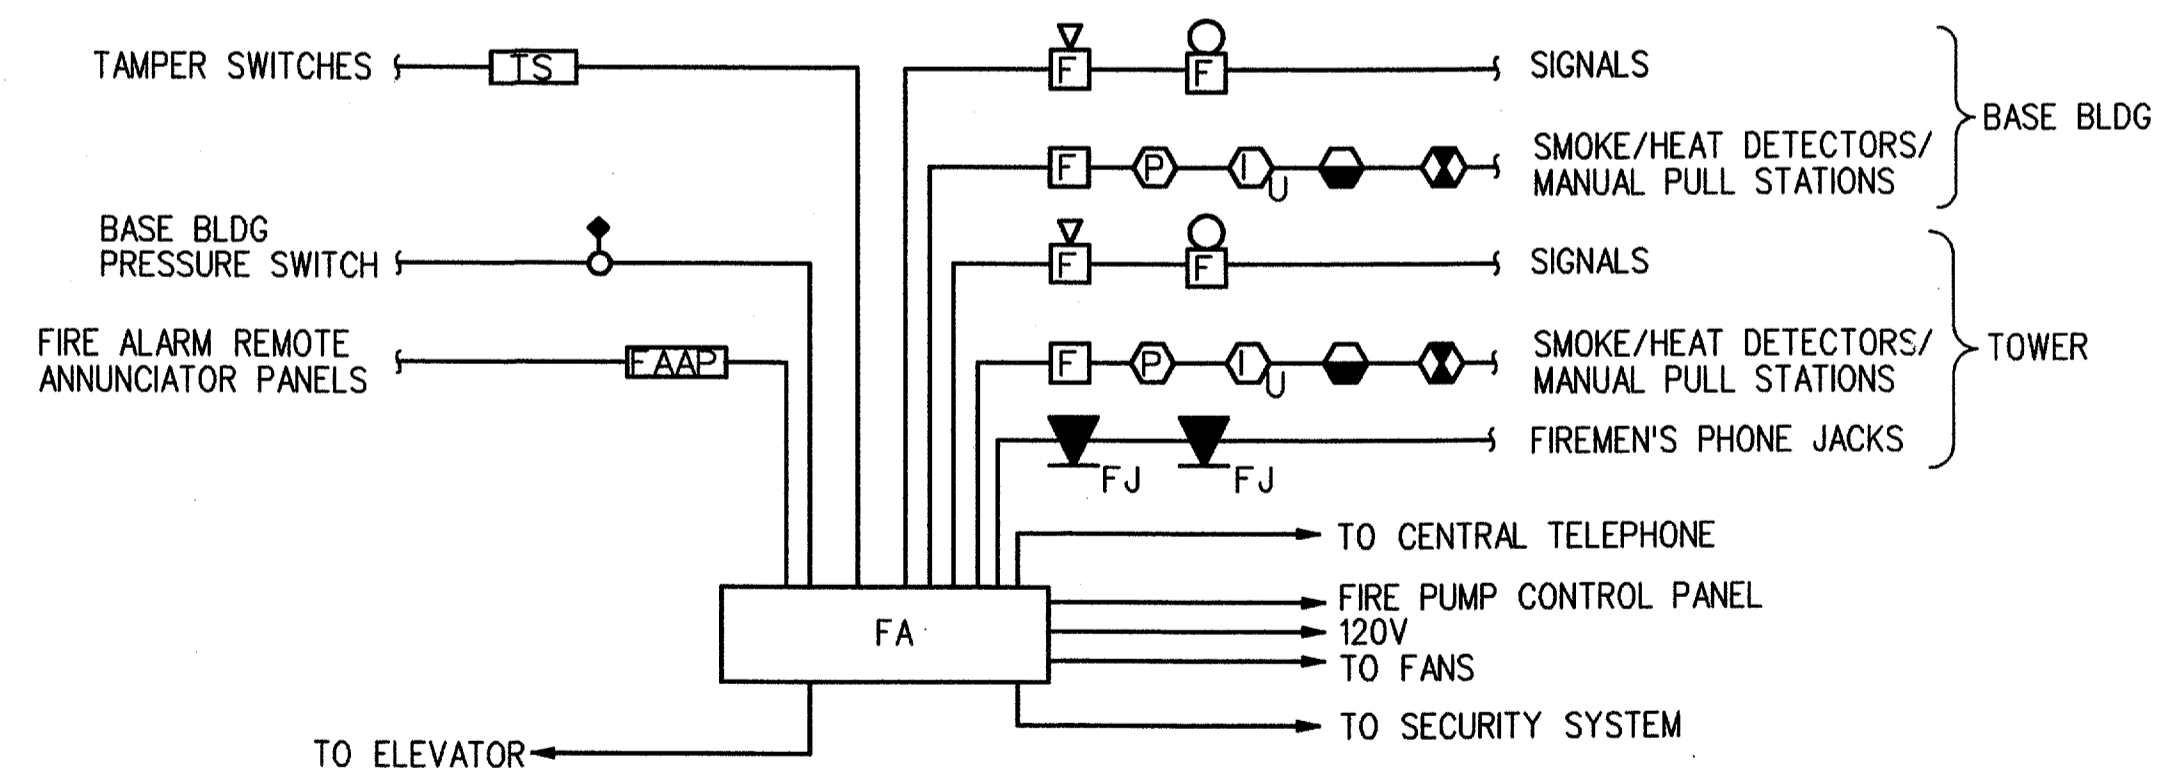 TAMPER SWITCHES
TS
F
F
SIGNALS
BASE BLDG
F
P
I
U
SMOKE/HEAT DETECTORS/
MANUAL PULL STATIONS
BASE BLDG
PRESSURE SWITCH
F
F
SIGNALS
FIRE ALARM REMOTE
ANNUNCIATOR PANELS
FAAP
F
P
I
U
SMOKE/HEAT DETECTORS/
MANUAL PULL STATIONS
TOWER
FJ
FJ
FIREMEN'S PHONE JACKS
TO CENTRAL TELEPHONE
FA
FIRE PUMP CONTROL PANEL
120V
TO FANS
TO SECURITY SYSTEM
TO ELEVATOR